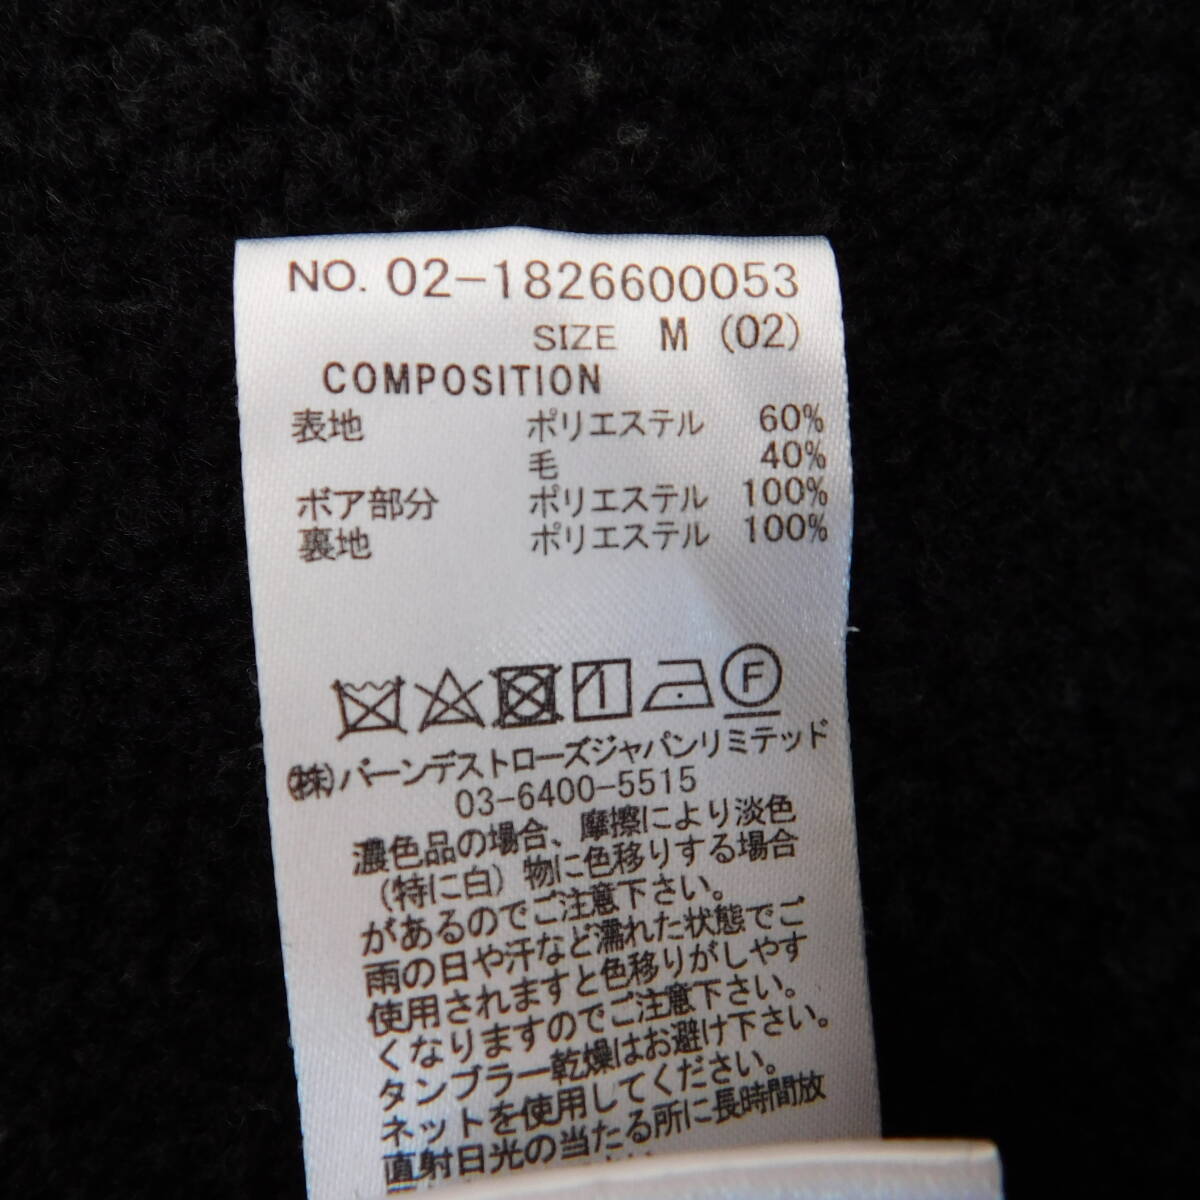 NO. 02-1826600053
SIZE M (02)
COMPOSITION
表地 ポリエステル 60%
毛 40%
ボア部分 ポリエステル 100%
裏地 ポリエステル 100%
F
㈱バーンデストローズジャパンリミテッド
03-6400-5515
濃色品の場合、摩擦により淡色
(特に白)物に色移りする場合
があるのでご注意下さい。
雨の日や汗など濡れた状態でご
使用されますと色移りがしやす
くなりますのでご注意下さい。
タンブラー乾燥はお避け下さい。
ネットを使用してください。
直射日光の当たる所に長時間放